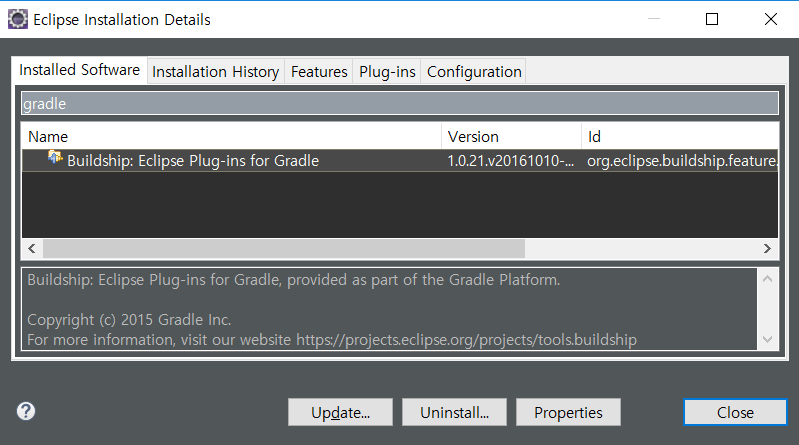 Eclipse Installation Details
Installed Software Installation History Features Plug-ins Configuration
gradle
Name Version Id
Buildship: Eclipse Plug-ins for Gradle 1.0.21.v20161010-... org.eclipse.buildship.feature.
Buildship: Eclipse Plug-ins for Gradle, provided as part of the Gradle Platform.
Copyright (c) 2015 Gradle Inc.
For more information, visit our website https://projects.eclipse.org/projects/tools.buildship
? Update... Uninstall... Properties Close